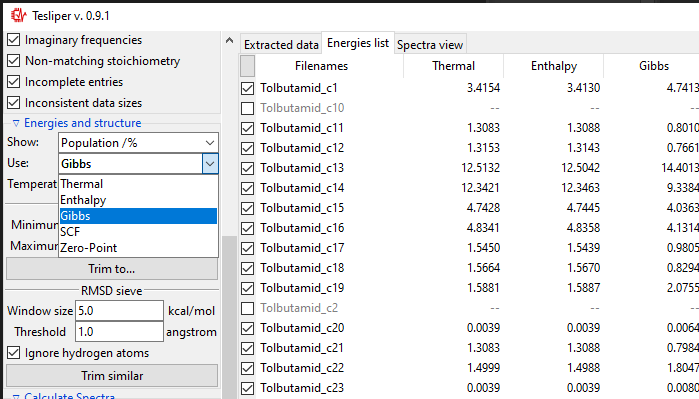 Tesliper v. 0.9.1
Imaginary frequencies
Non-matching stoichiometry
Incomplete entries
Inconsistent data sizes
Energies and structure
Show: Population /%
Use: Gibbs
Temperat
Thermal
Enthalpy
Gibbs
SCF
Zero-Point
Minimum
Maximum
Trim to...
RMSD sieve
Window size 5.0 kcal/mol
Threshold 1.0 angstrom
Ignore hydrogen atoms
Trim similar
Calculate Spectra
Extracted data Energies list Spectra view
Filenames Thermal Enthalpy Gibbs
Tolbutamid_c1 3.4154 3.4130 4.7413
Tolbutamid_c10 -- -- --
Tolbutamid_c11 1.3083 1.3088 0.8010
Tolbutamid_c12 1.3153 1.3143 0.7661
Tolbutamid_c13 12.5132 12.5042 14.4013
Tolbutamid_c14 12.3421 12.3463 9.3384
Tolbutamid_c15 4.7428 4.7445 4.0363
Tolbutamid_c16 4.8341 4.8358 4.1314
Tolbutamid_c17 1.5450 1.5439 0.9805
Tolbutamid_c18 1.5664 1.5670 0.8294
Tolbutamid_c19 1.5881 1.5887 2.0755
Tolbutamid_c2 -- -- --
Tolbutamid_c20 0.0039 0.0039 0.0064
Tolbutamid_c21 1.3083 1.3088 0.7984
Tolbutamid_c22 1.4999 1.4988 1.8047
Tolbutamid_c23 0.0039 0.0039 0.0080